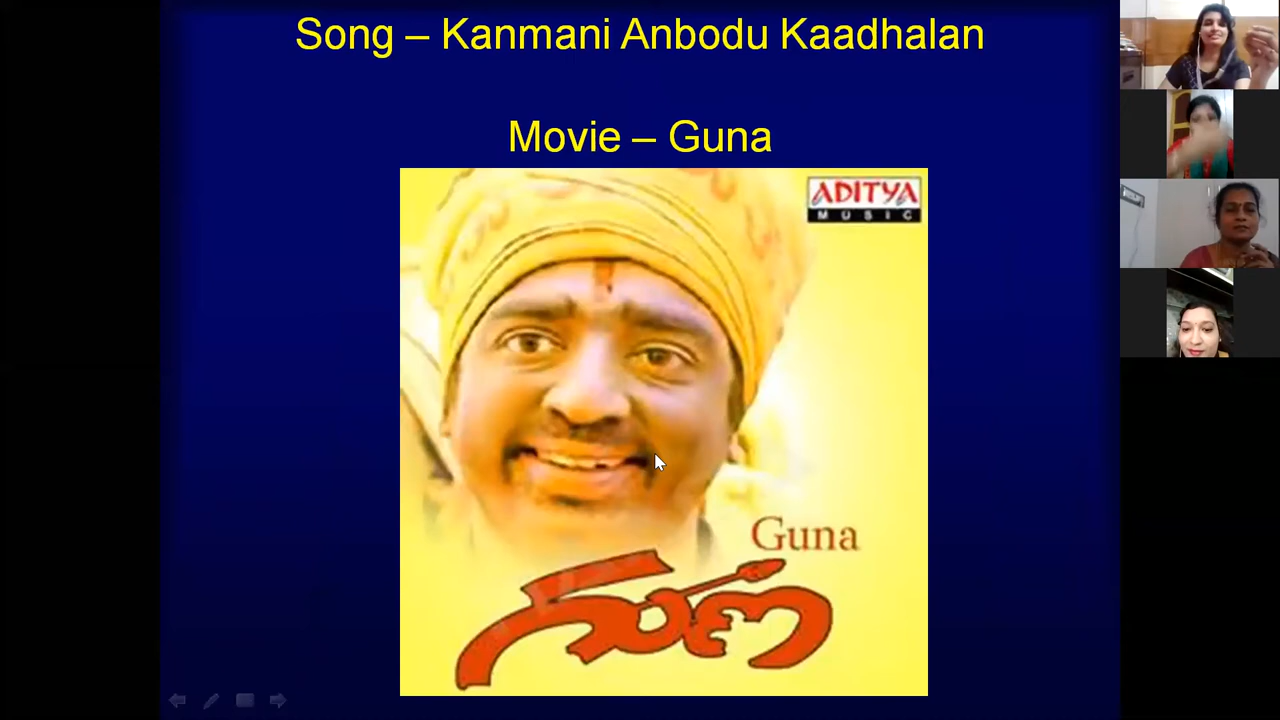 Song – Kanmani Anbodu Kaadhalan
Movie – Guna
ADITYA
MUSIC
Guna
గుణ